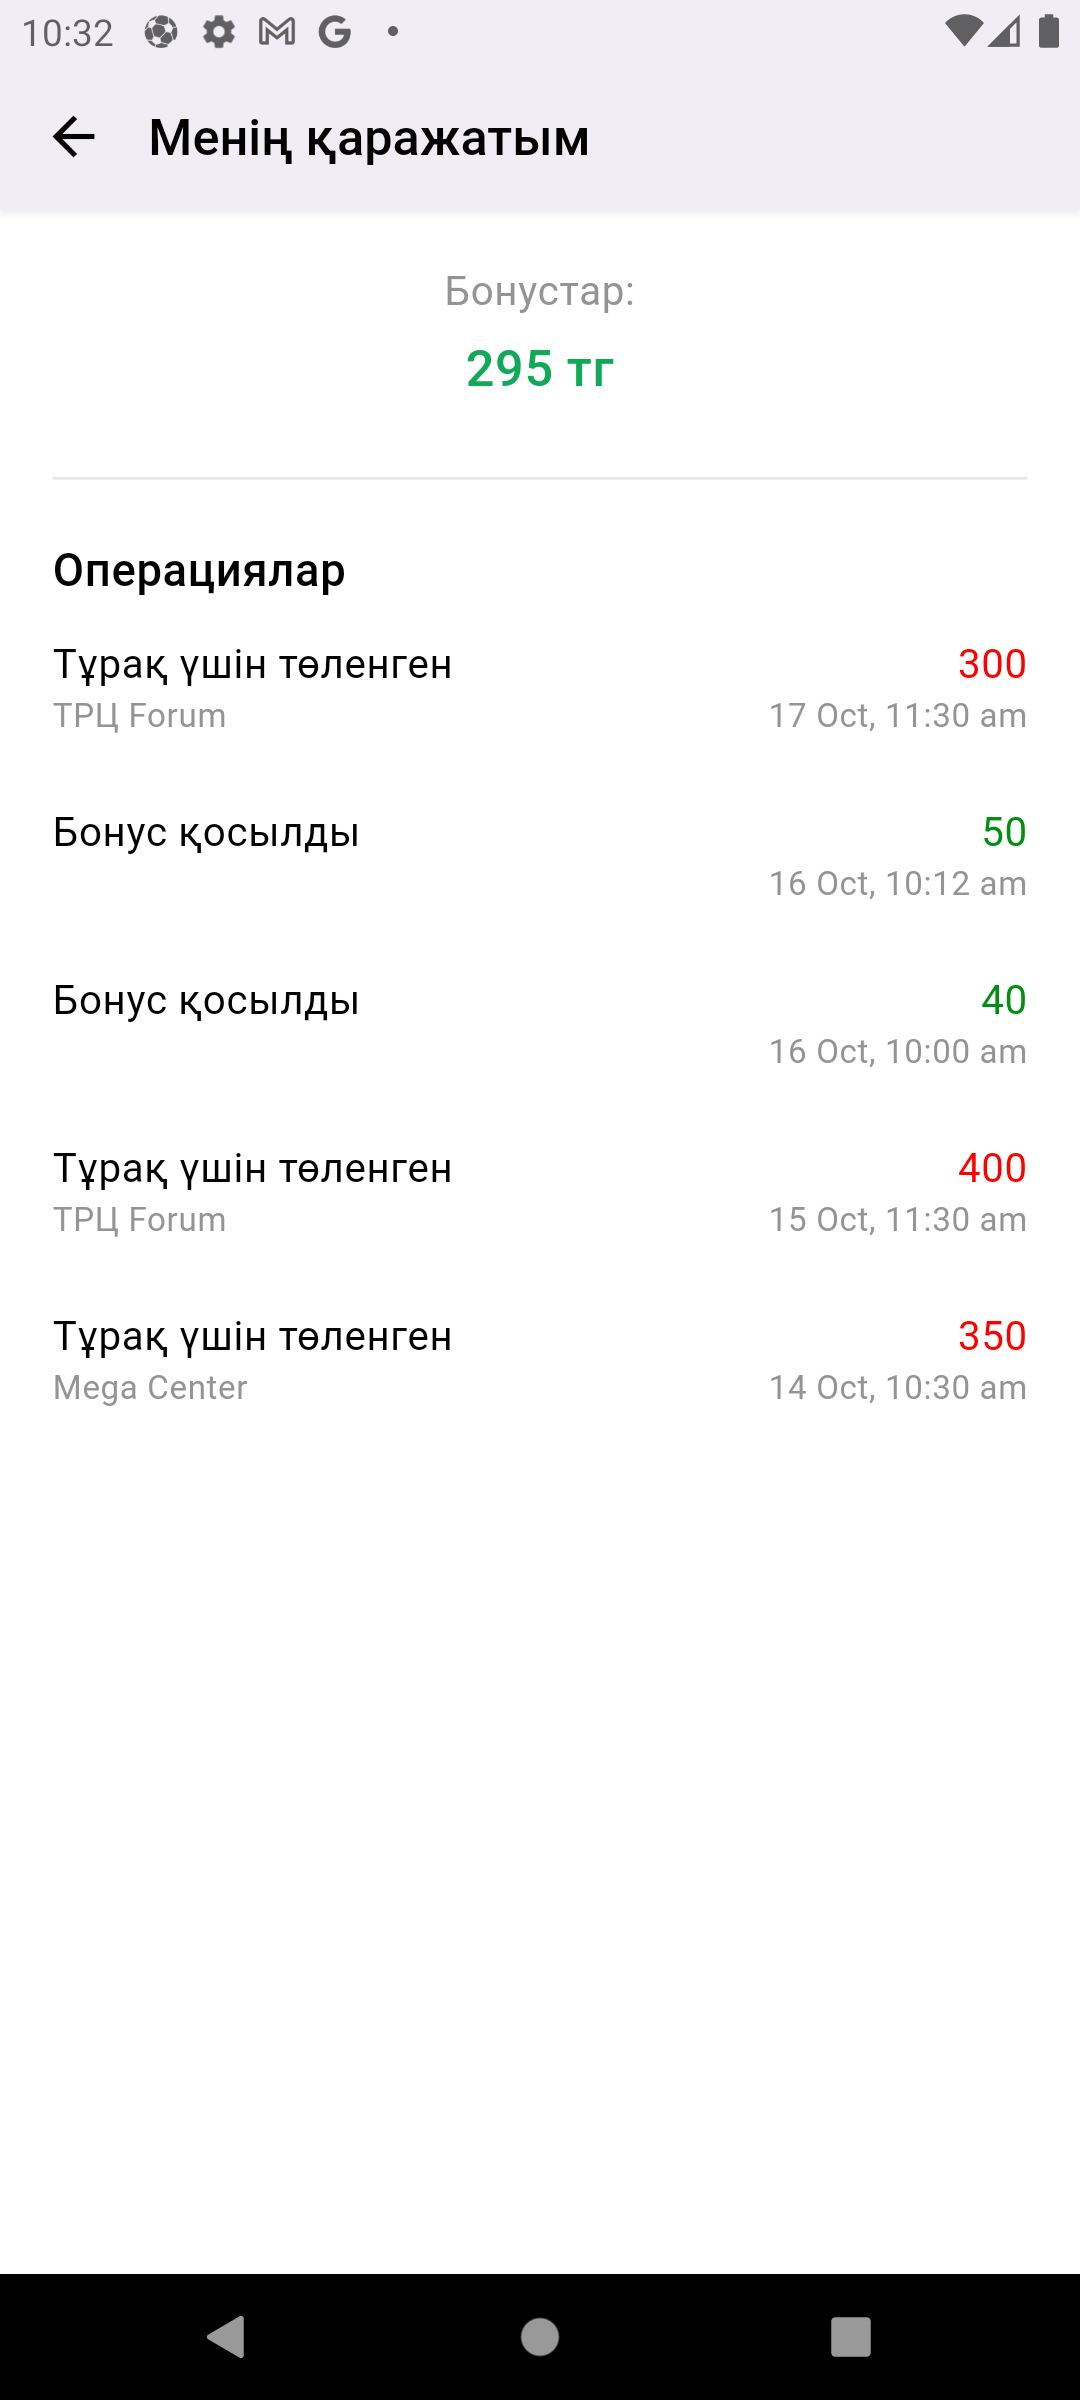 10:32
Менің қаражатым
Бонустар:
295 тг
Операциялар
Тұрақ үшін төленген 300
ТРЦ Forum 17 Oct, 11:30 am
Бонус қосылды 50
16 Oct, 10:12 am
Бонус қосылды 40
16 Oct, 10:00 am
Тұрақ үшін төленген 400
ТРЦ Forum 15 Oct, 11:30 am
Тұрақ үшін төленген 350
Mega Center 14 Oct, 10:30 am